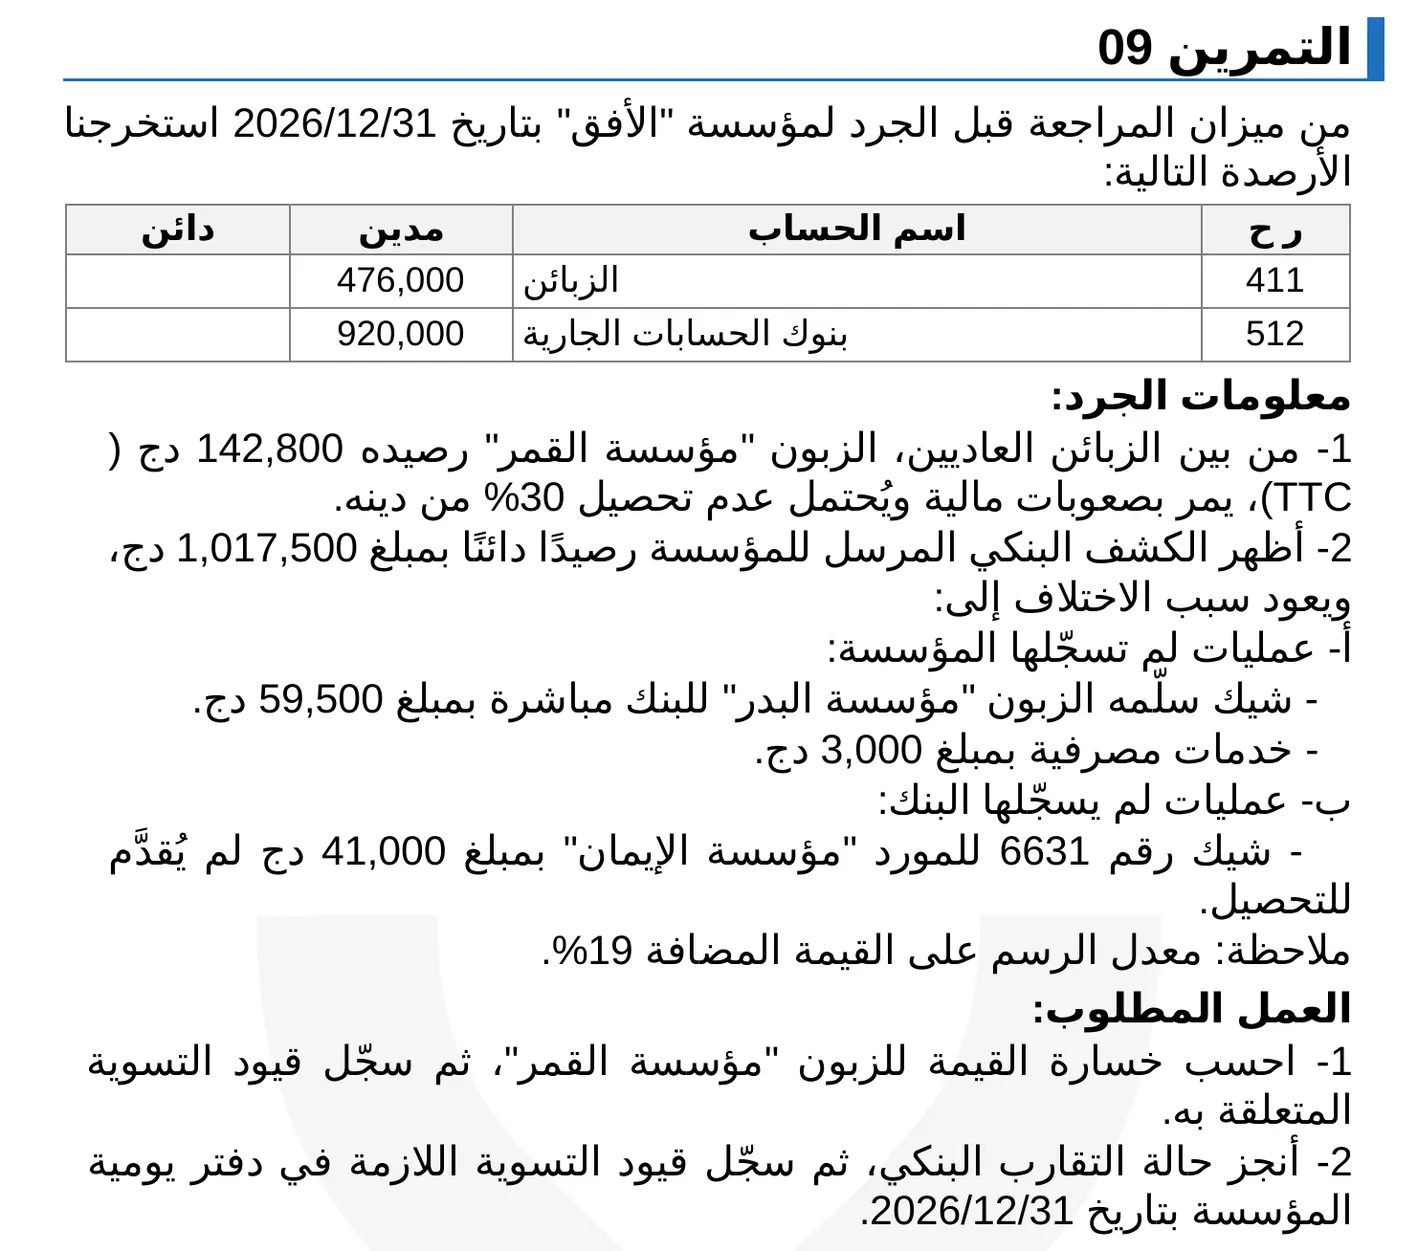 التمرين 09
من ميزان المراجعة قبل الجرد لمؤسسة "الأفق" بتاريخ 2026/12/31 استخرجنا
الأرصدة التالية:
ر ح	اسم الحساب	مدين	دائن
411	الزبائن	476,000
512	بنوك الحسابات الجارية	920,000
معلومات الجرد:
1- من بين الزبائن العاديين، الزبون "مؤسسة القمر" رصيده 142,800 دج (
TTC)، يمر بصعوبات مالية ويُحتمل عدم تحصيل 30% من دينه.
2- أظهر الكشف البنكي المرسل للمؤسسة رصيدًا دائنًا بمبلغ 1,017,500 دج،
ويعود سبب الاختلاف إلى:
أ- عمليات لم تسجّلها المؤسسة:
- شيك سلّمه الزبون "مؤسسة البدر" للبنك مباشرة بمبلغ 59,500 دج.
- خدمات مصرفية بمبلغ 3,000 دج.
ب- عمليات لم يسجّلها البنك:
- شيك رقم 6631 للمورد "مؤسسة الإيمان" بمبلغ 41,000 دج لم يُقدَّم
للتحصيل.
ملاحظة: معدل الرسم على القيمة المضافة 19%.
العمل المطلوب:
1- احسب خسارة القيمة للزبون "مؤسسة القمر"، ثم سجّل قيود التسوية
المتعلقة به.
2- أنجز حالة التقارب البنكي، ثم سجّل قيود التسوية اللازمة في دفتر يومية
المؤسسة بتاريخ 2026/12/31.